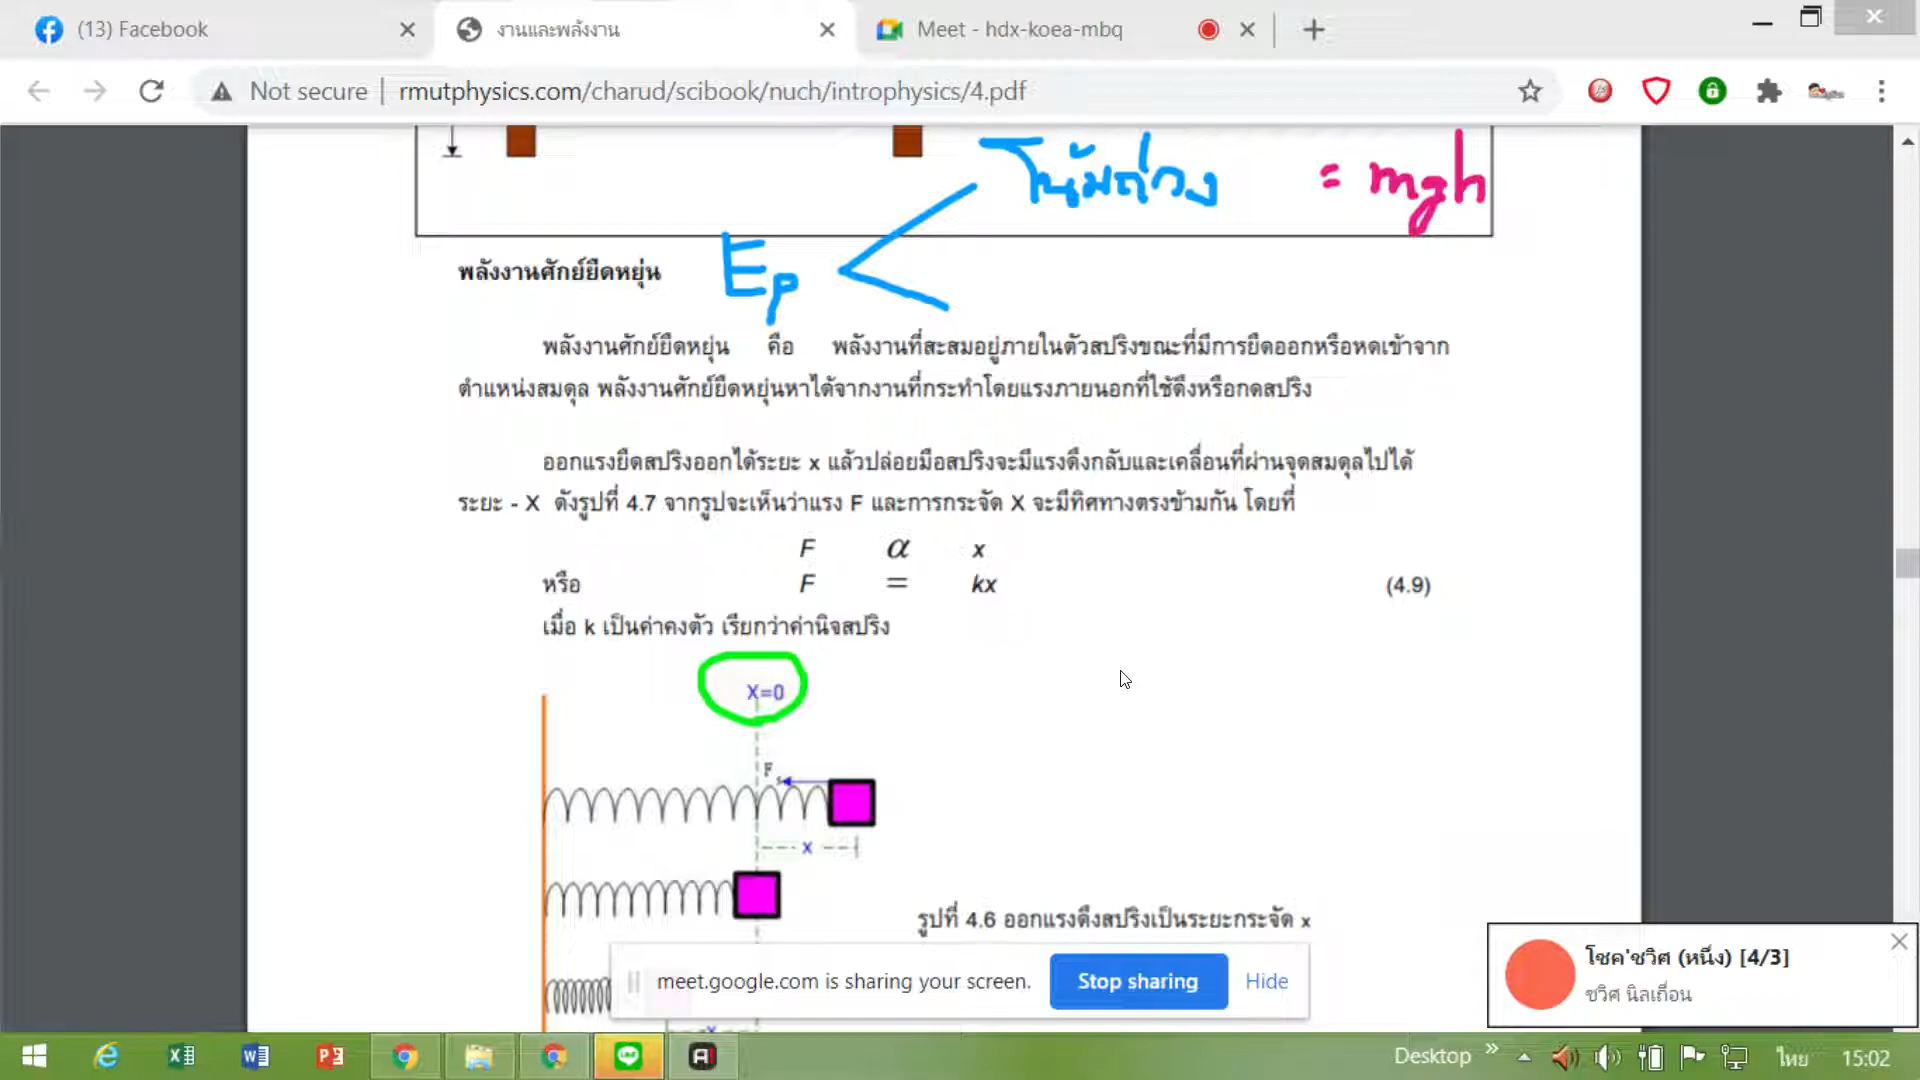 (13) Facebook
งานและพลังงาน
Meet - hdx-koea-mbq
Not secure
rmutphysics.com/charud/scibook/nuch/introphysics/4.pdf
โน้มถ่วง = mgh
พลังงานศักย์ยืดหยุ่น
Ep
พลังงานศักย์ยืดหยุ่น คือ พลังงานที่สะสมอยู่ภายในตัวสปริงขณะที่มีการยืดออกหรือหดเข้าจาก
ตำแหน่งสมดุล พลังงานศักย์ยืดหยุ่นหาได้จากงานที่กระทำโดยแรงภายนอกที่ใช้ดึงหรือกดสปริง
ออกแรงยืดสปริงออกได้ระยะ x แล้วปล่อยมือสปริงจะมีแรงดึงกลับและเคลื่อนที่ผ่านจุดสมดุลไปได้
ระยะ - X ดังรูปที่ 4.7 จากรูปจะเห็นว่าแรง F และการกระจัด X จะมีทิศทางตรงข้ามกัน โดยที่
F α x
หรือ F = kx (4.9)
เมื่อ k เป็นค่าคงตัว เรียกว่าค่านิจสปริง
X=0
F
x
รูปที่ 4.6 ออกแรงดึงสปริงเป็นระยะกระจัด x
meet.google.com is sharing your screen.
Stop sharing
Hide
โชค'ชวิศ (หนึ่ง) [4/3]
ชวิศ นิลเถื่อน
Desktop
ไทย
15:02